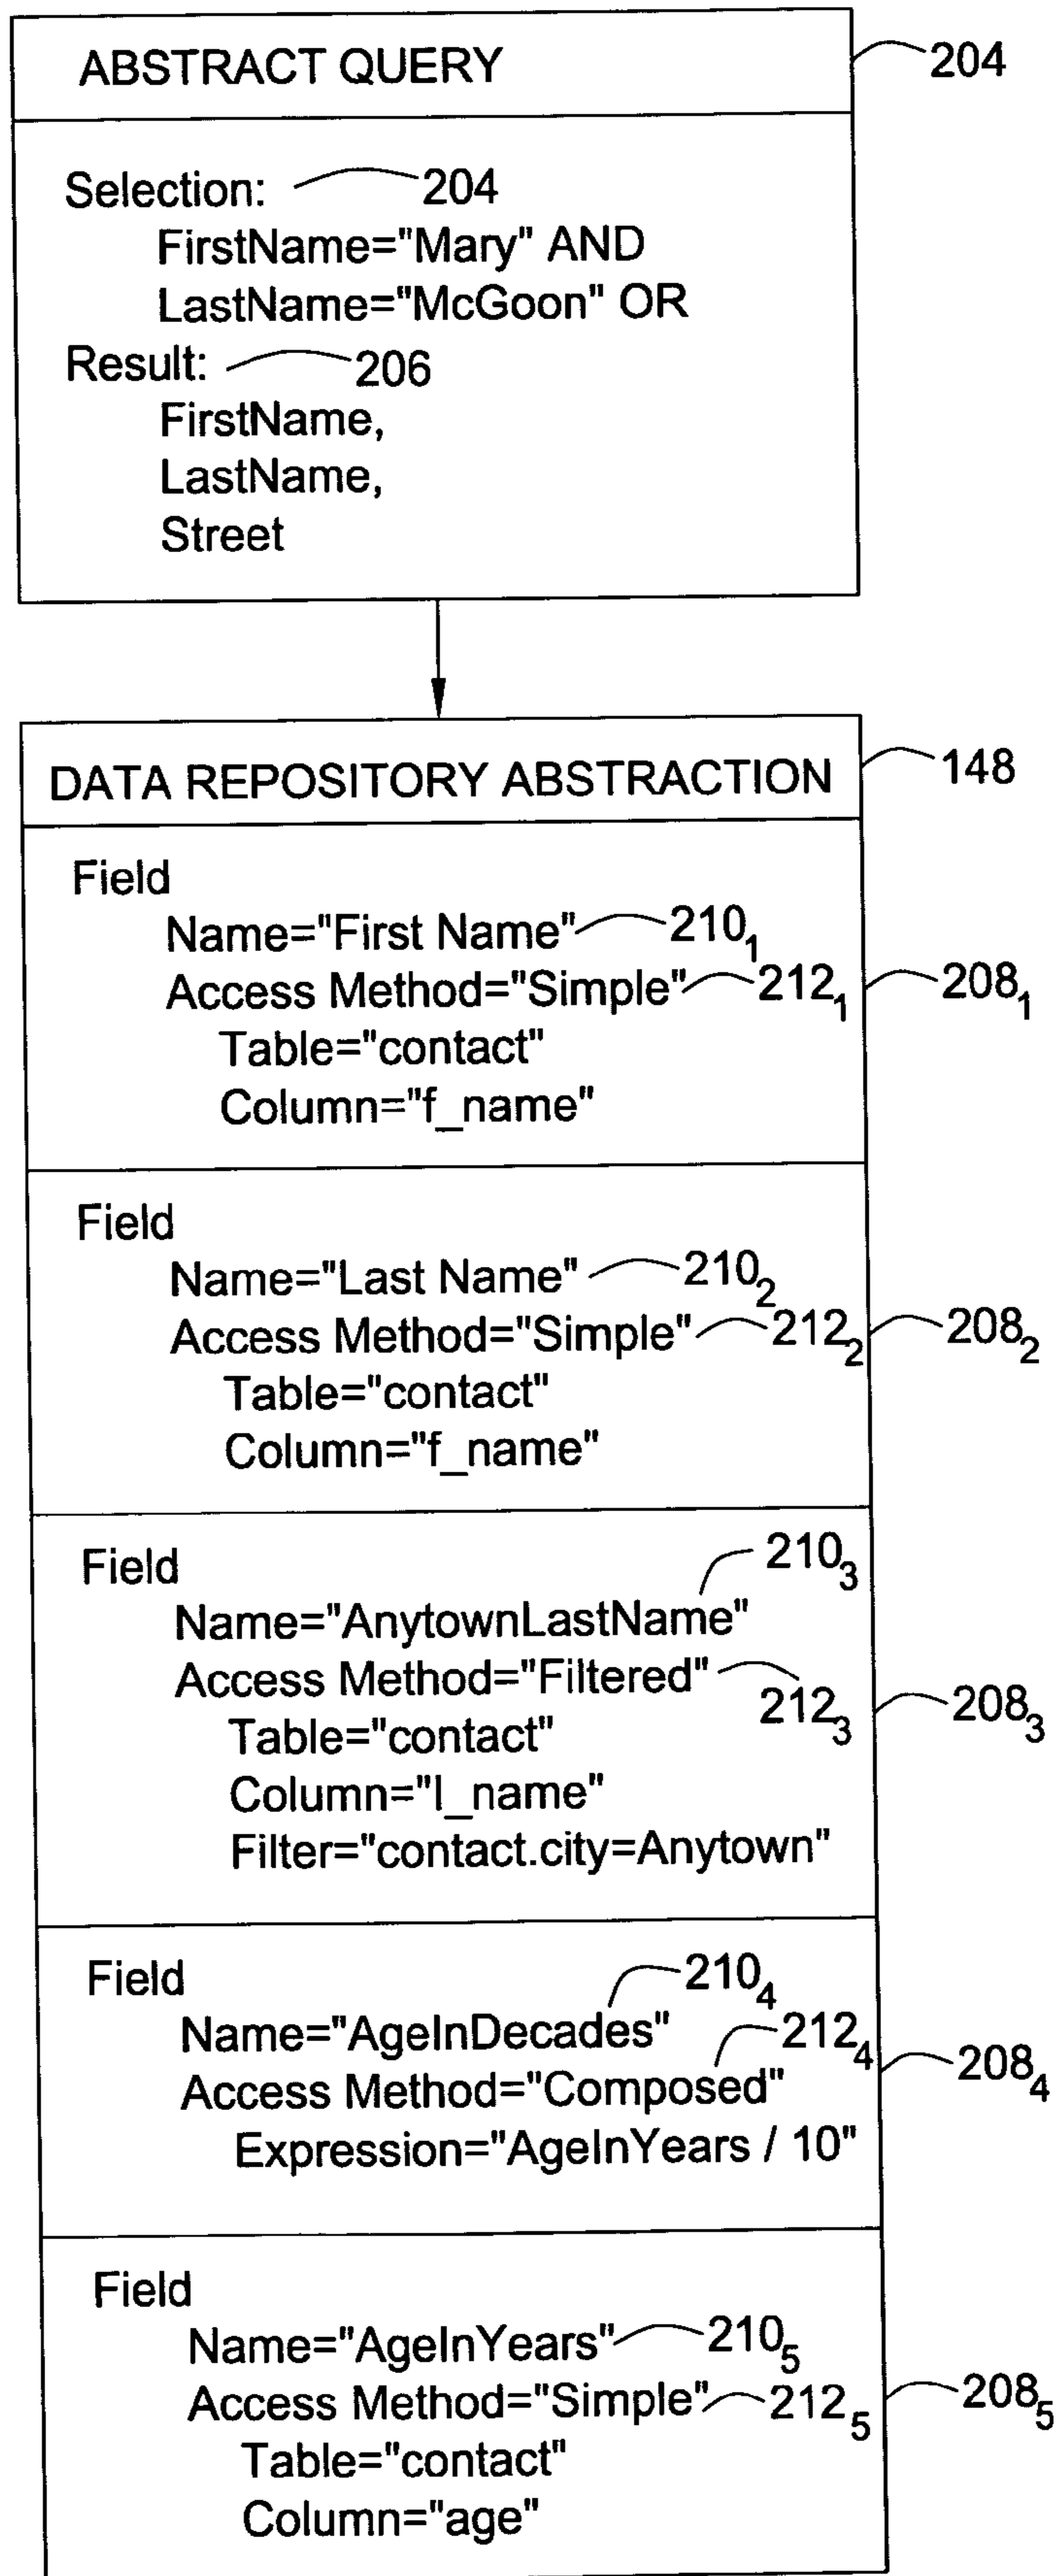 ABSTRACT QUERY 204
Selection: 204
FirstName="Mary" AND
LastName="McGoon" OR
Result: 206
FirstName,
LastName,
Street
DATA REPOSITORY ABSTRACTION 148
Field
Name="First Name" 210₁
Access Method="Simple" 212₁ 208₁
Table="contact"
Column="f_name"
Field
Name="Last Name" 210₂
Access Method="Simple" 212₂ 208₂
Table="contact"
Column="f_name"
Field 210₃
Name="AnytownLastName"
Access Method="Filtered"
Table="contact" 212₃ 208₃
Column="l_name"
Filter="contact.city=Anytown"
Field 210₄
Name="AgeInDecades" 212₄
Access Method="Composed" 208₄
Expression="AgeInYears / 10"
Field
Name="AgeInYears" 210₅
Access Method="Simple" 212₅ 208₅
Table="contact"
Column="age"